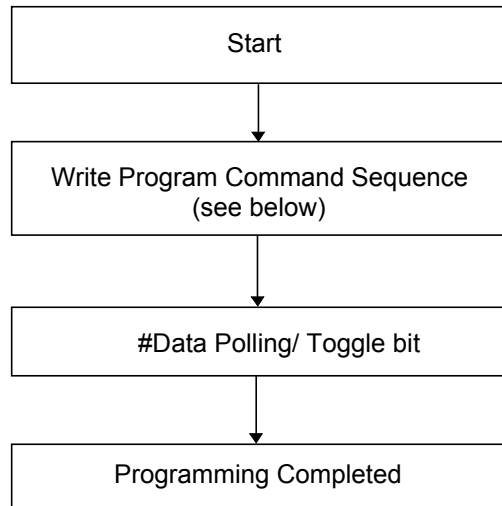 Start
Write Program Command Sequence
(see below)
#Data Polling/ Toggle bit
Programming Completed